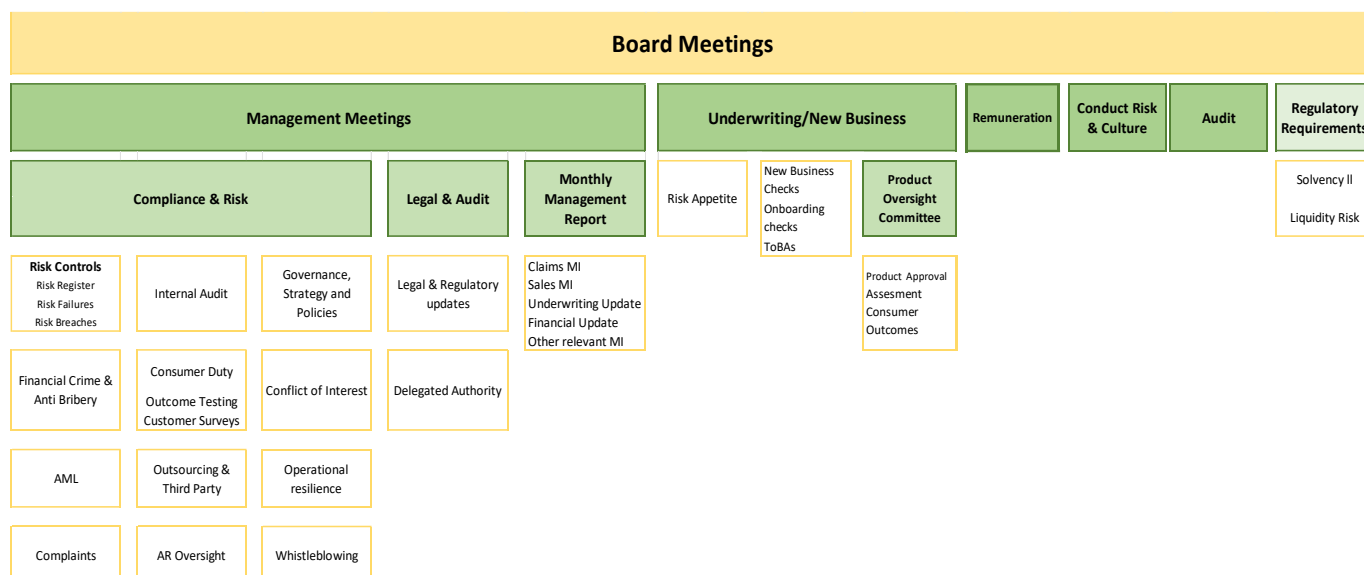 Board Meetings
Management Meetings
Underwriting/New Business
Remuneration
Conduct Risk
& Culture
Audit
Regulatory
Requirements
Compliance & Risk
Legal & Audit
Monthly
Management
Report
Risk Appetite
New Business
Checks
Onboarding
checks
ToBAs
Product
Oversight
Committee
Solvency II
Liquidity Risk
Risk Controls
Risk Register
Risk Failures
Risk Breaches
Internal Audit
Governance,
Strategy and
Policies
Legal & Regulatory
updates
Claims MI
Sales MI
Underwriting Update
Financial Update
Other relevant MI
Product Approval
Assesment
Consumer
Outcomes
Financial Crime &
Anti Bribery
Consumer Duty
Outcome Testing
Customer Surveys
Conflict of Interest
Delegated Authority
AML
Outsourcing &
Third Party
Operational
resilience
Complaints
AR Oversight
Whistleblowing